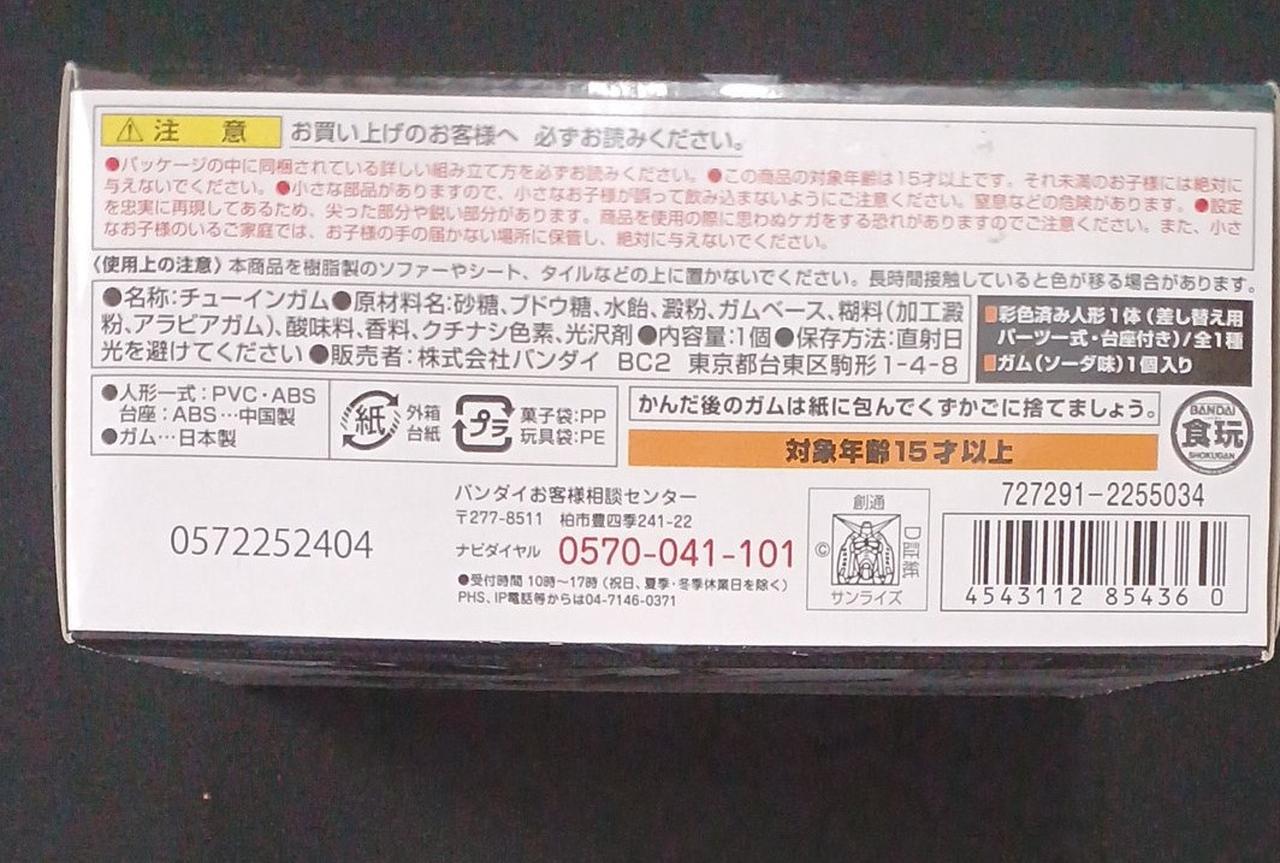 ⚠注 意 お買い上げのお客様へ 必ずお読みください。
●パッケージの中に同梱されている詳しい組み立て方を必ずお読みください。●この商品の対象年齢は15才以上です。それ未満のお子様には絶対に
与えないでください。●小さな部品がありますので、小さなお子様が誤って飲み込まないようにご注意ください。窒息などの危険があります。●設定
を忠実に再現してあるため、尖った部分や鋭い部分があります。商品を使用の際に思わぬケガをする恐れがありますのでご注意ください。また、小さ
なお子様のいるご家庭では、お子様の手の届かない場所に保管し、絶対に与えないでください。
〈使用上の注意〉本商品を樹脂製のソファーやシート、タイルなどの上に置かないでください。長時間接触していると色が移る場合があります。
●名称:チューインガム●原材料名:砂糖、ブドウ糖、水飴、澱粉、ガムベース、糊料(加工澱
粉、アラビアガム)、酸味料、香料、クチナシ色素、光沢剤●内容量:1個●保存方法:直射日
光を避けてください●販売者:株式会社バンダイ BC2 東京都台東区駒形1-4-8
彩色済み人形1体(差し替え用
パーツ一式・台座付き)/全1種
ガム(ソーダ味)1個入り
●人形一式:PVC・ABS
台座:ABS…中国製
●ガム…日本製
紙 外箱
台紙
プラ 菓子袋:PP
玩具袋:PE
かんだ後のガムは紙に包んでくずかごに捨てましょう。
対象年齢15才以上
BANDAI
食玩
SHOKUGAN
0572252404
バンダイお客様相談センター
〒277-8511 柏市豊四季241-22
ナビダイヤル 0570-041-101
●受付時間 10時〜17時(祝日、夏季・冬季休業日を除く)
PHS、IP電話等からは04-7146-0371
創通
©
サンライズ
727291-2255034
4543112 85436 0